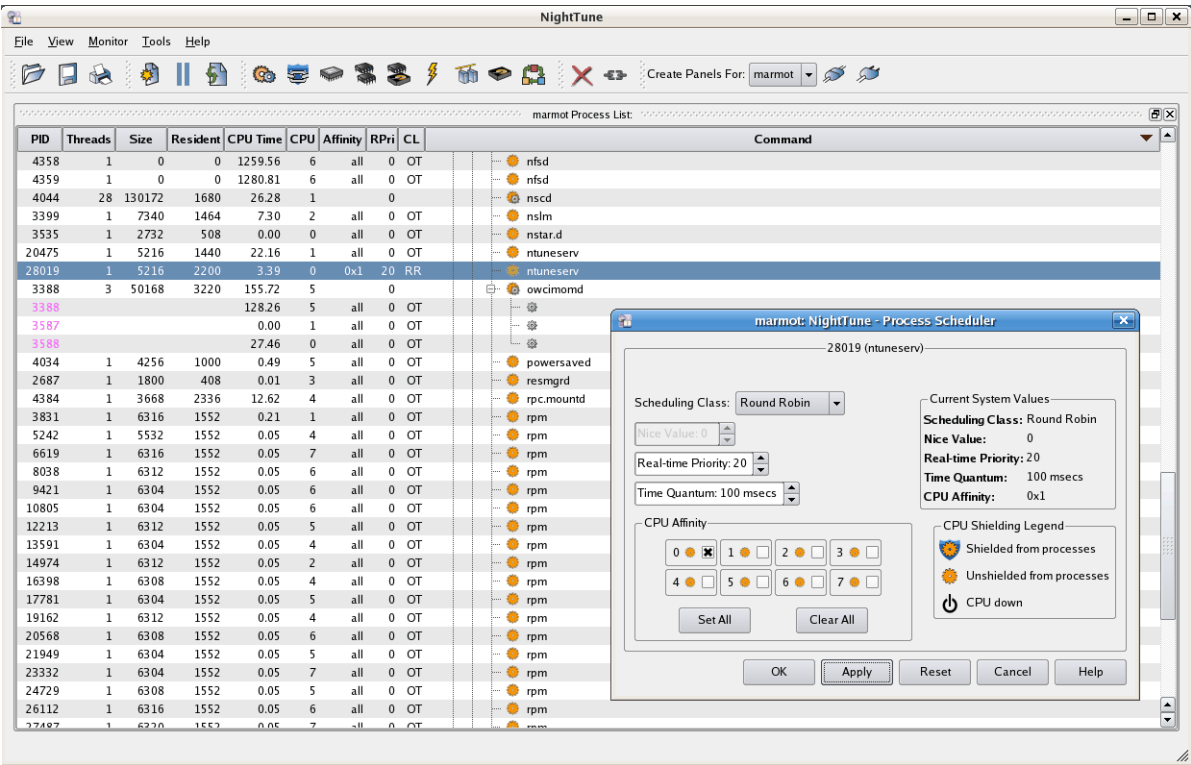 NightTune
File View Monitor Tools Help
Create Panels For: marmot
marmot Process List:
PID Threads Size Resident CPU Time CPU Affinity RPri CL Command
4358 1 0 0 1259.56 6 all 0 OT nfsd
4359 1 0 0 1280.81 6 all 0 OT nfsd
4044 28 130172 1680 26.28 1 0 nscd
3399 1 7340 1464 7.30 2 all 0 OT nslm
3535 1 2732 508 0.00 0 all 0 OT nstar.d
20475 1 5216 1440 22.16 1 all 0 OT ntuneserv
28019 1 5216 2200 3.39 0 0x1 20 RR ntuneserv
3388 3 50168 3220 155.72 5 0 owcimomd
3388 128.26 5 all 0 OT
3587 0.00 1 all 0 OT
3588 27.46 0 all 0 OT
4034 1 4256 1000 0.49 5 all 0 OT powersaved
2687 1 1800 408 0.01 3 all 0 OT resmgrd
4384 1 3668 2336 12.62 4 all 0 OT rpc.mountd
3831 1 6316 1552 0.21 1 all 0 OT rpm
5242 1 5532 1552 0.05 4 all 0 OT rpm
6619 1 6316 1552 0.05 7 all 0 OT rpm
8038 1 6312 1552 0.05 6 all 0 OT rpm
9421 1 6304 1552 0.05 6 all 0 OT rpm
10805 1 6304 1552 0.05 6 all 0 OT rpm
12213 1 6312 1552 0.05 5 all 0 OT rpm
13591 1 6304 1552 0.05 4 all 0 OT rpm
14974 1 6312 1552 0.05 2 all 0 OT rpm
16398 1 6308 1552 0.05 4 all 0 OT rpm
17781 1 6304 1552 0.05 5 all 0 OT rpm
19162 1 6312 1552 0.05 4 all 0 OT rpm
20568 1 6308 1552 0.05 6 all 0 OT rpm
21949 1 6304 1552 0.05 5 all 0 OT rpm
23332 1 6304 1552 0.05 7 all 0 OT rpm
24729 1 6308 1552 0.05 5 all 0 OT rpm
26112 1 6316 1552 0.05 6 all 0 OT rpm
27487 1 6320 1552 0.05 7 all 0 OT rpm
marmot: NightTune - Process Scheduler
28019 (ntuneserv)
Scheduling Class: Round Robin
Nice Value: 0
Real-time Priority: 20
Time Quantum: 100 msecs
Current System Values
Scheduling Class: Round Robin
Nice Value: 0
Real-time Priority: 20
Time Quantum: 100 msecs
CPU Affinity: 0x1
CPU Affinity
0 1 2 3
4 5 6 7
Set All Clear All
CPU Shielding Legend
Shielded from processes
Unshielded from processes
CPU down
OK Apply Reset Cancel Help